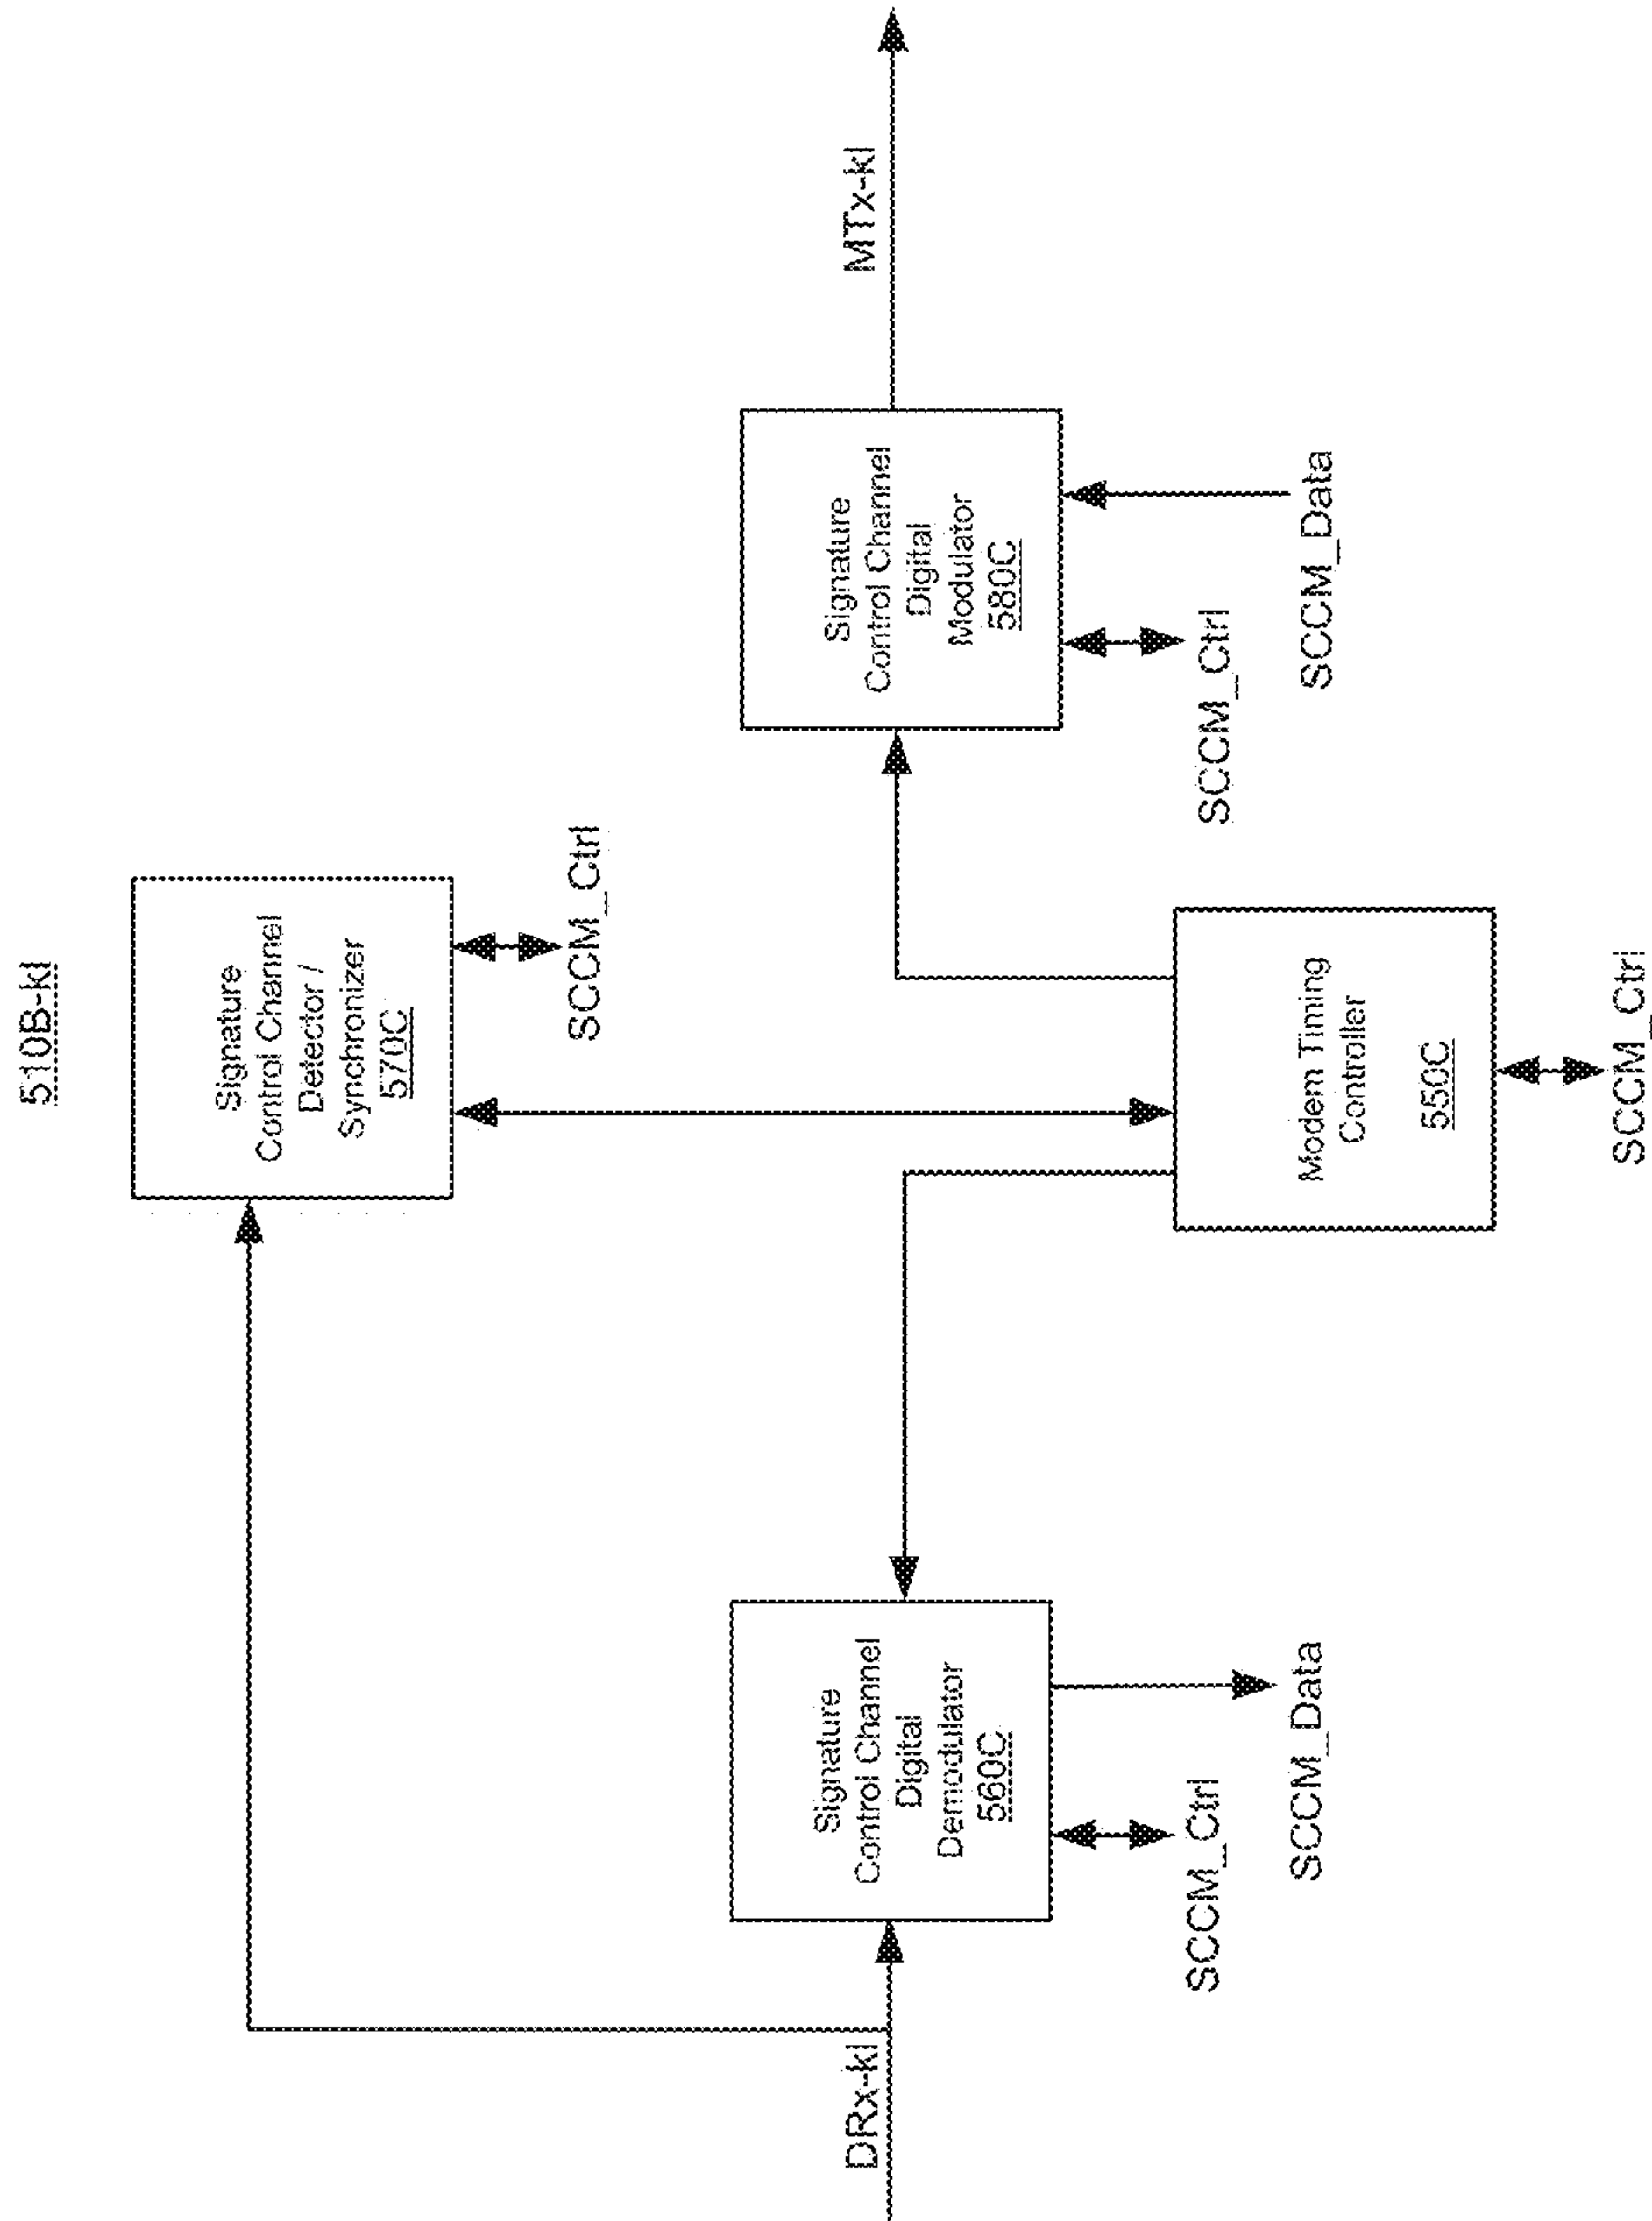 510B-kl
Signature
Control Channel
Detector /
Synchronizer
570C
SCCM_Ctrl
DRx-kl
Signature
Control Channel
Digital
Demodulator
560C
SCCM_Ctrl
SCCM_Data
Signature
Control Channel
Digital
Modulator
580C
MTx-kl
SCCM_Ctrl
SCCM_Data
Modem Timing
Controller
550C
SCCM_Ctrl